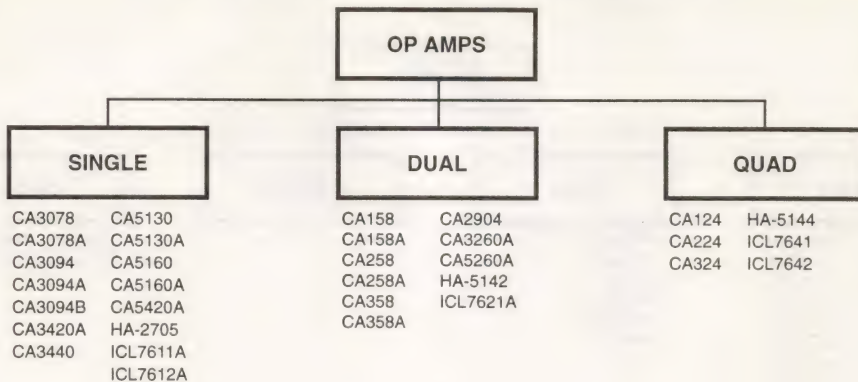 OP AMPS
SINGLE
CA3078 CA5130
CA3078A CA5130A
CA3094 CA5160
CA3094A CA5160A
CA3094B CA5420A
CA3420A HA-2705
CA3440 ICL7611A
ICL7612A
DUAL
CA158 CA2904
CA158A CA3260A
CA258 CA5260A
CA258A HA-5142
CA358 ICL7621A
CA358A
QUAD
CA124 HA-5144
CA224 ICL7641
CA324 ICL7642